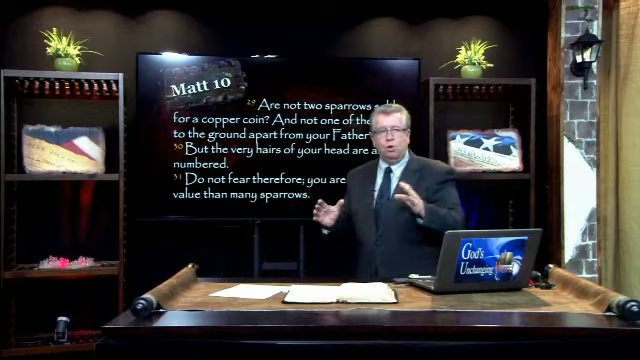 Matt 10
29 Are not two sparrows
for a copper coin? And not one of
to the ground apart from your Father's
30 But the very hairs of your head are
numbered.
31 Do not fear therefore; you are
value than many sparrows.
God's
Unchanging